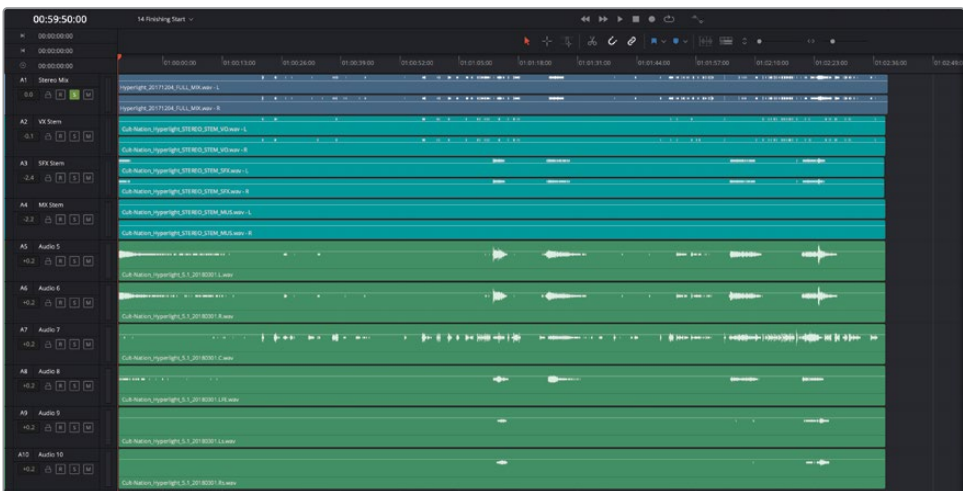 00:59:50:00
14 Finishing Start
00:00:00:00
00:00:00:00
00:00:00:00
01:00:00:00 01:00:13:00 01:00:26:00 01:00:39:00 01:00:52:00 01:01:05:00 01:01:18:00 01:01:31:00 01:01:44:00 01:01:57:00 01:02:10:00 01:02:23:00 01:02:36:00 01:02:49:0
A1 Stereo Mix
0.0 R S M
Hyperlight_20171204_FULL_MIX.wav - L
Hyperlight_20171204_FULL_MIX.wav - R
A2 VX Stem
-0.1 R S M
Cult-Nation_Hyperlight_STEREO_STEM_VO.wav - L
Cult-Nation_Hyperlight_STEREO_STEM_VO.wav - R
A3 SFX Stem
-2.4 R S M
Cult-Nation_Hyperlight_STEREO_STEM_SFX.wav - L
Cult-Nation_Hyperlight_STEREO_STEM_SFX.wav - R
A4 MX Stem
-2.2 R S M
Cult-Nation_Hyperlight_STEREO_STEM_MUS.wav - L
Cult-Nation_Hyperlight_STEREO_STEM_MUS.wav - R
A5 Audio 5
+0.2 R S M
Cult-Nation_Hyperlight_5.1_20180301.L.wav
A6 Audio 6
+0.2 R S M
Cult-Nation_Hyperlight_5.1_20180301.R.wav
A7 Audio 7
+0.2 R S M
Cult-Nation_Hyperlight_5.1_20180301.C.wav
A8 Audio 8
+0.2 R S M
Cult-Nation_Hyperlight_5.1_20180301.Lfe.wav
A9 Audio 9
+0.2 R S M
Cult-Nation_Hyperlight_5.1_20180301.Ls.wav
A10 Audio 10
+0.2 R S M
Cult-Nation_Hyperlight_5.1_20180301.Rs.wav